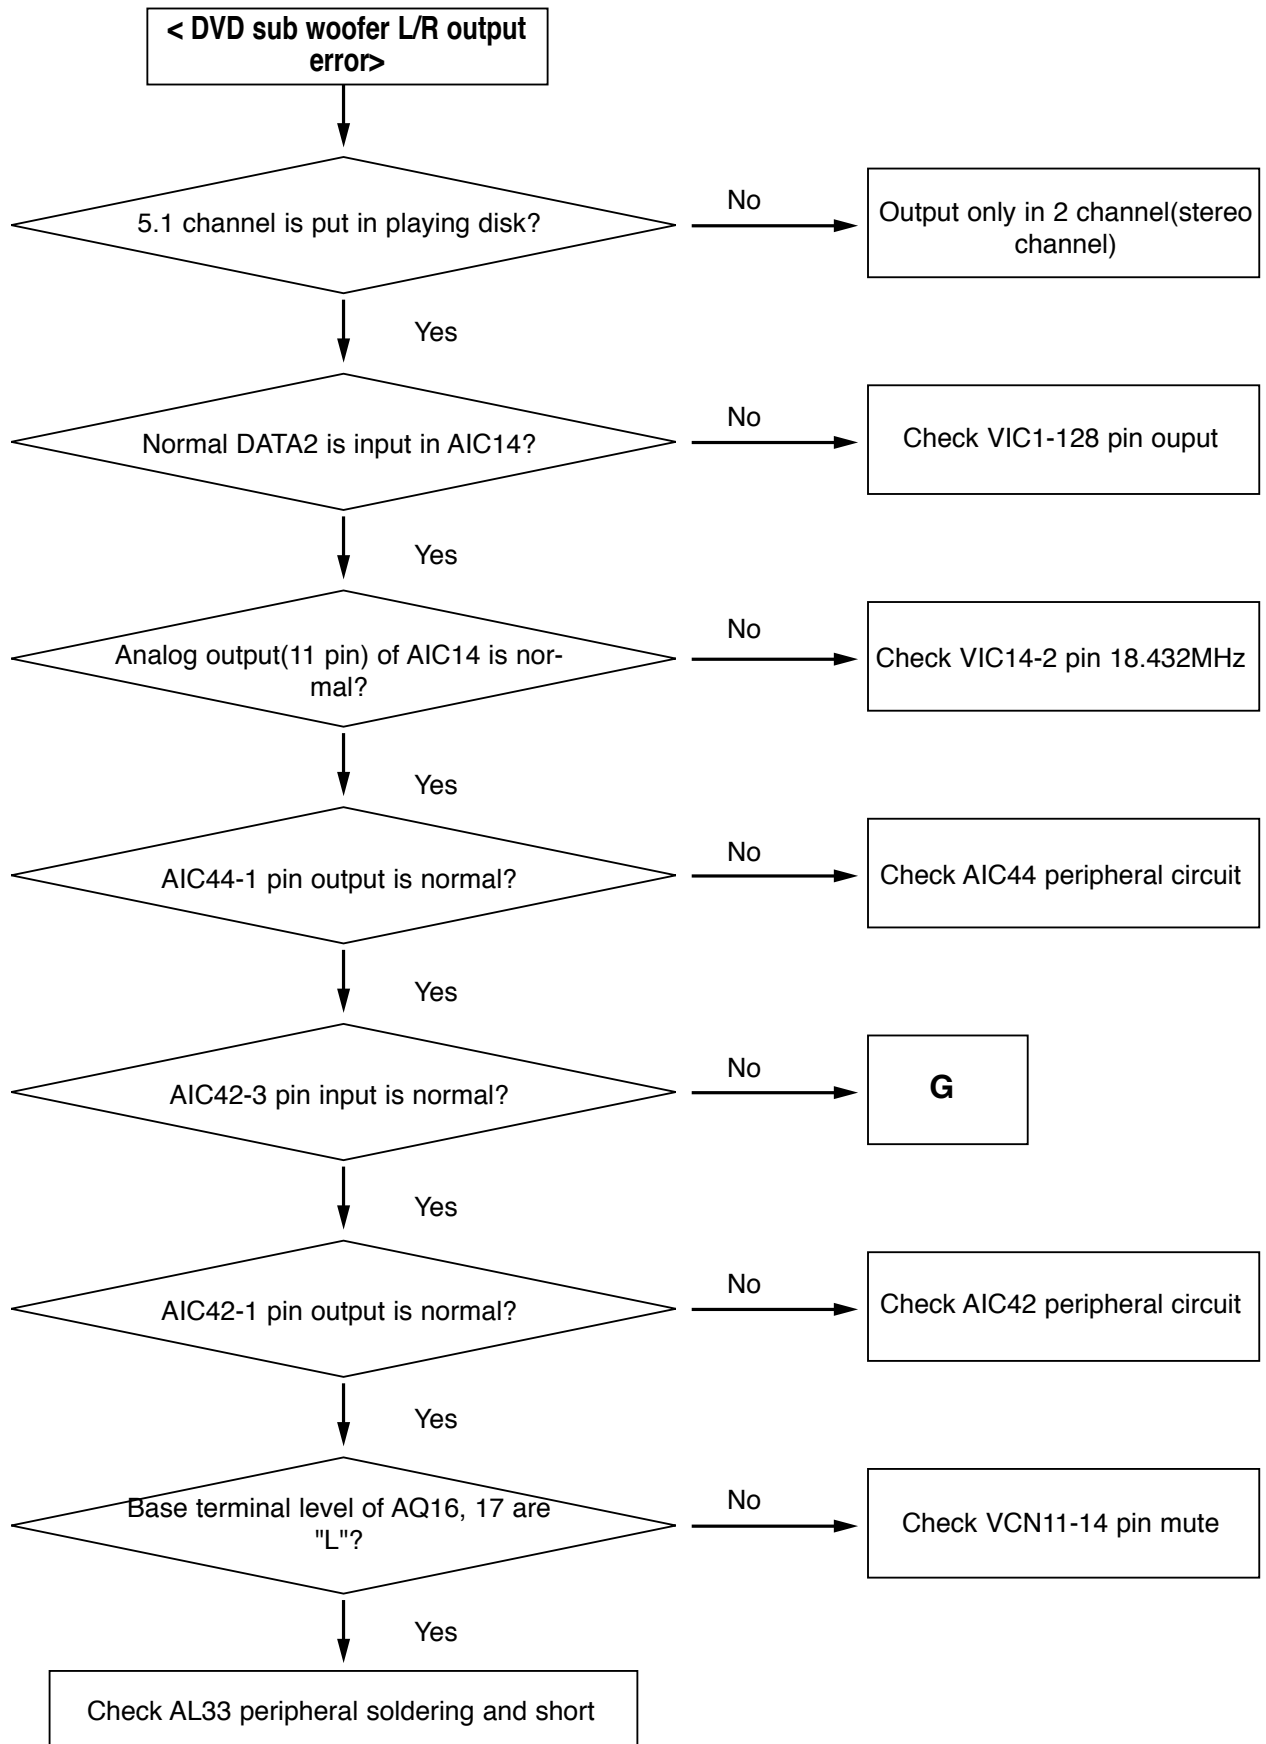 < DVD sub woofer L/R output
error>
5.1 channel is put in playing disk?
No
Output only in 2 channel(stereo
channel)
Yes
Normal DATA2 is input in AIC14?
No
Check VIC1-128 pin ouput
Yes
Analog output(11 pin) of AIC14 is nor-
mal?
No
Check VIC14-2 pin 18.432MHz
Yes
AIC44-1 pin output is normal?
No
Check AIC44 peripheral circuit
Yes
AIC42-3 pin input is normal?
No
G
Yes
AIC42-1 pin output is normal?
No
Check AIC42 peripheral circuit
Yes
Base terminal level of AQ16, 17 are
"L"?
No
Check VCN11-14 pin mute
Yes
Check AL33 peripheral soldering and short